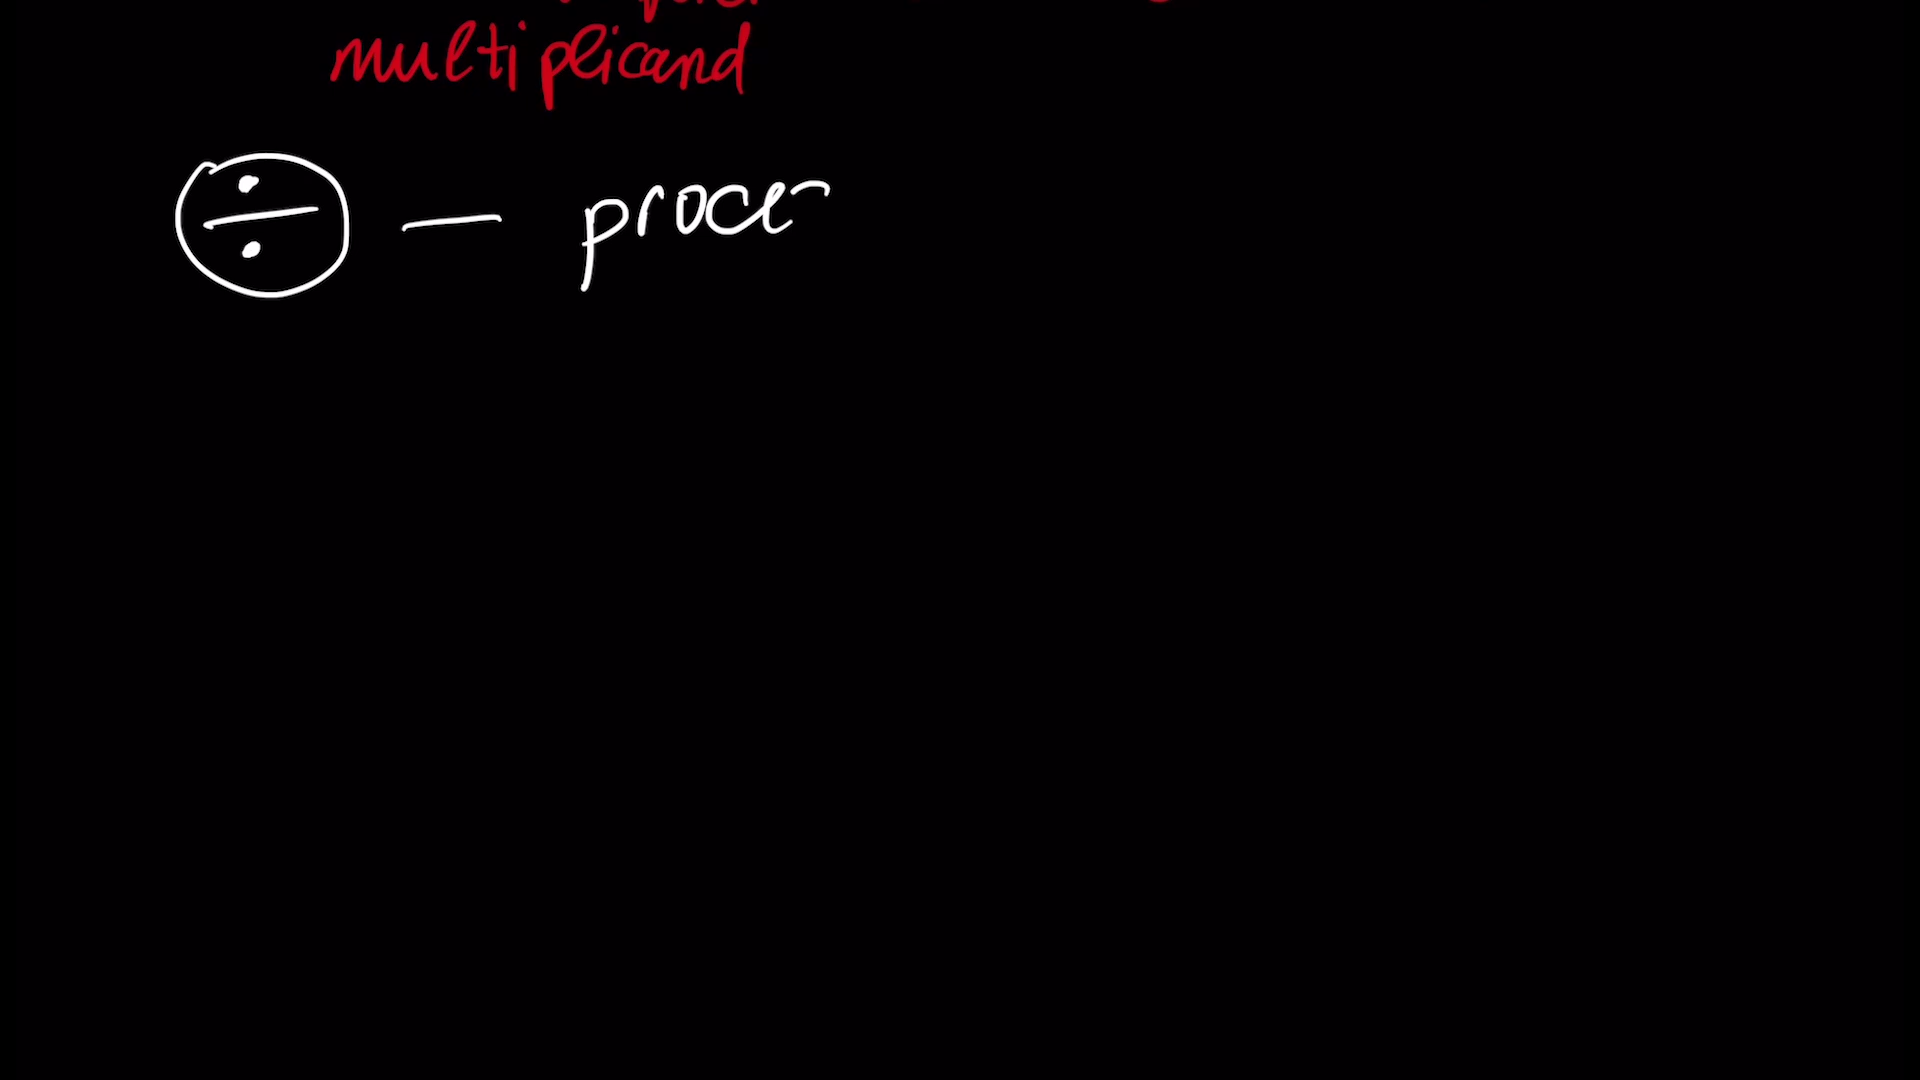 multiplicand
÷ — proce